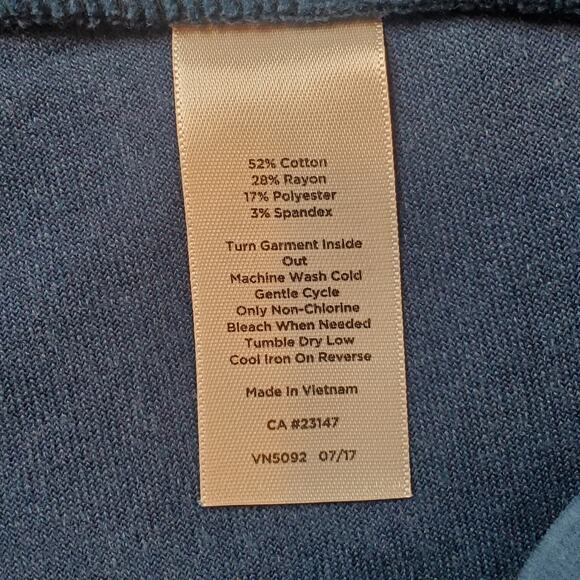 52% Cotton
28% Rayon
17% Polyester
3% Spandex
Turn Garment Inside
Out
Machine Wash Cold
Gentle Cycle
Only Non-Chlorine
Bleach When Needed
Tumble Dry Low
Cool Iron On Reverse
Made In Vietnam
CA #23147
VN5092 07/17